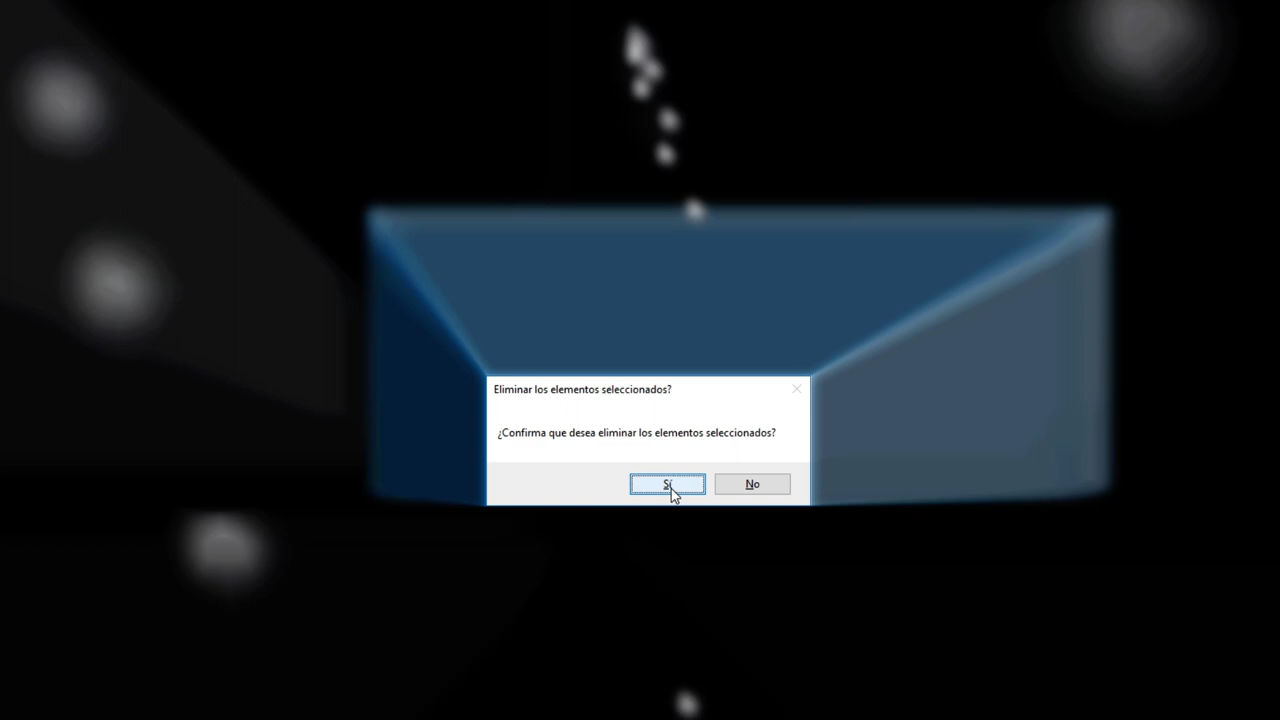 Eliminar los elementos seleccionados?
¿Confirma que desea eliminar los elementos seleccionados?
Sí
No